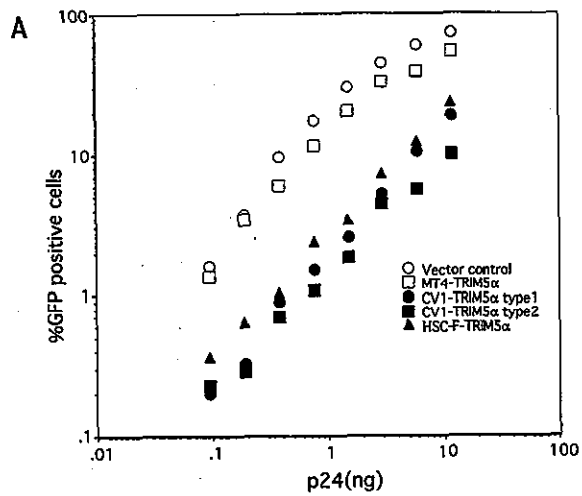 A
100
10
1
.1
%GFP positive cells
Vector control
MT4-TRIM5α
CV1-TRIM5α type1
CV1-TRIM5α type2
HSC-F-TRIM5α
.01
.1
1
10
100
p24(ng)